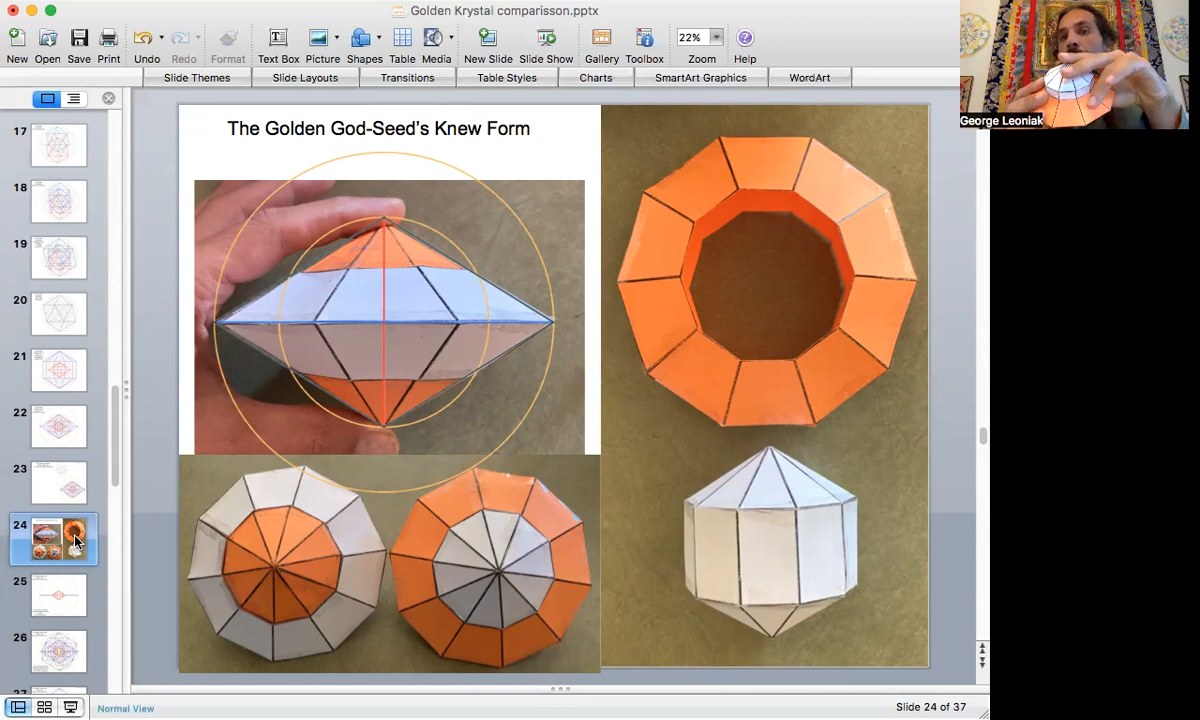 Golden Krystal comparisson.pptx
New
Open
Save
Print
Undo
Redo
Format
Text Box
Picture
Shapes
Table
Media
New Slide
Slide Show
Gallery
Toolbox
22%
Zoom
Help
Slide Themes
Slide Layouts
Transitions
Table Styles
Charts
SmartArt Graphics
WordArt
George Leoniak
17
18
19
20
21
22
23
24
25
26
27
The Golden God-Seed's Knew Form
Normal View
Slide 24 of 37